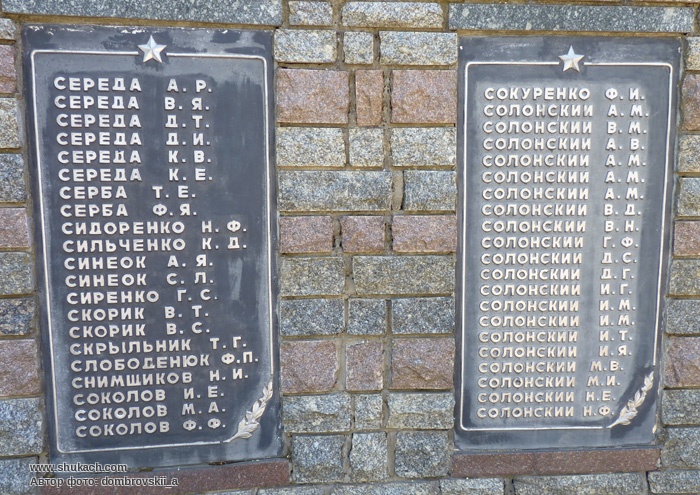 СЕРЕДА А. Р.
СЕРЕДА В. Я.
СЕРЕДА Д. Т.
СЕРЕДА Д. И.
СЕРЕДА К. В.
СЕРЕДА К. Е.
СЕРБА Т. Е.
СЕРБА Ф. Я.
СИДОРЕНКО Н. Ф.
СИЛЬЧЕНКО К. Д.
СИНЕОК А. Я.
СИНЕОК С. Л.
СИРЕНКО Г. С.
СКОРИК В. Т.
СКОРИК В. С.
СКРЫЛЬНИК Т. Г.
СЛОБОДЕНЮК Ф. П.
СНИМЩИКОВ Н. И.
СОКОЛОВ И. Е.
СОКОЛОВ М. А.
СОКОЛОВ Ф. Ф.
СОКУРЕНКО Ф. И.
СОЛОНСКИЙ А. М.
СОЛОНСКИЙ В. М.
СОЛОНСКИЙ А. В.
СОЛОНСКИЙ А. М.
СОЛОНСКИЙ А. М.
СОЛОНСКИЙ А. М.
СОЛОНСКИЙ В. Д.
СОЛОНСКИЙ В. Н.
СОЛОНСКИЙ Г. Ф.
СОЛОНСКИЙ Д. С.
СОЛОНСКИЙ Д. Г.
СОЛОНСКИЙ И. Г.
СОЛОНСКИЙ И. М.
СОЛОНСКИЙ И. М.
СОЛОНСКИЙ И. Т.
СОЛОНСКИЙ И. Я.
СОЛОНСКИЙ М. В.
СОЛОНСКИЙ М. И.
СОЛОНСКИЙ Н. Е.
СОЛОНСКИЙ Н. Ф.
www.shukach.com
Автор фото: dombrovskii_a